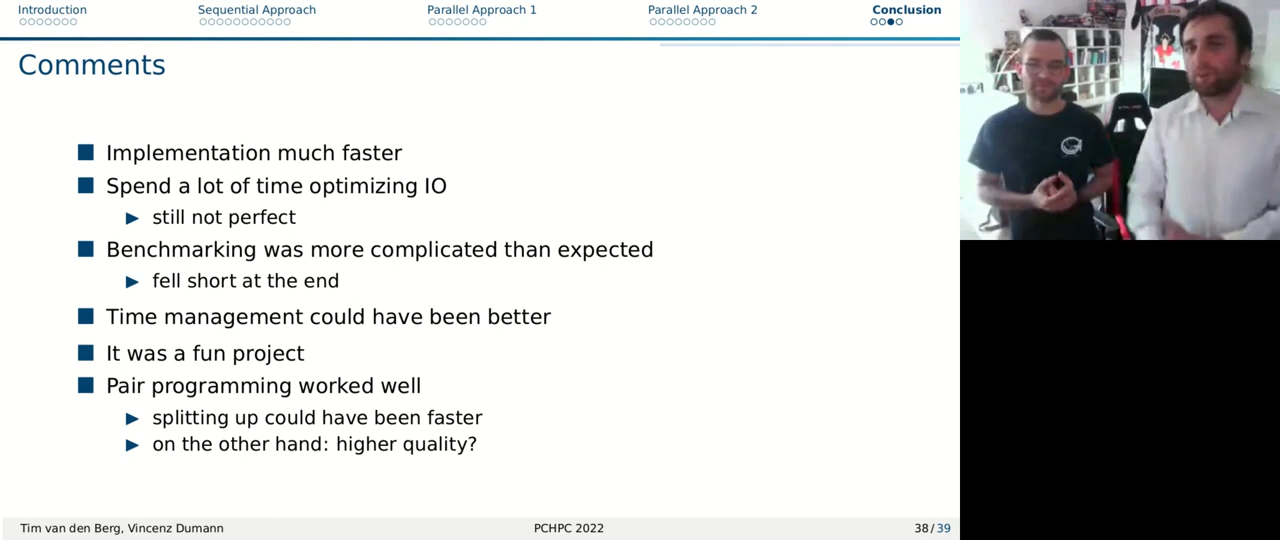 Introduction
Sequential Approach
Parallel Approach 1
Parallel Approach 2
Conclusion
Comments
Implementation much faster
Spend a lot of time optimizing IO
still not perfect
Benchmarking was more complicated than expected
fell short at the end
Time management could have been better
It was a fun project
Pair programming worked well
splitting up could have been faster
on the other hand: higher quality?
Tim van den Berg, Vincenz Dumann
PCHPC 2022
38/39